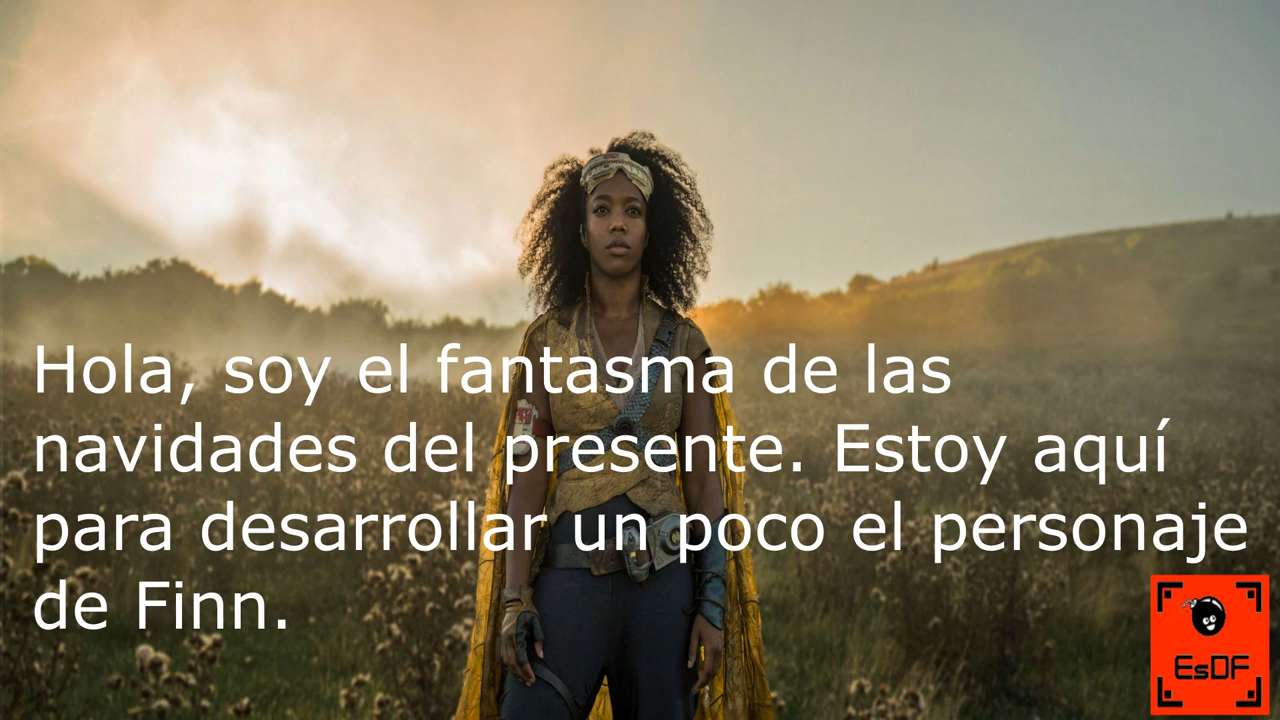 Hola, soy el fantasma de las
navidades del presente. Estoy aquí
para desarrollar un poco el personaje
de Finn.
EsDF